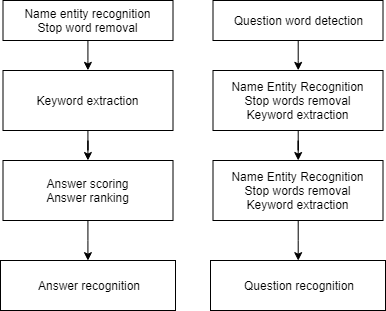 Name entity recognition
Stop word removal
Keyword extraction
Answer scoring
Answer ranking
Answer recognition
Question word detection
Name Entity Recognition
Stop words removal
Keyword extraction
Name Entity Recognition
Stop words removal
Keyword extraction
Question recognition